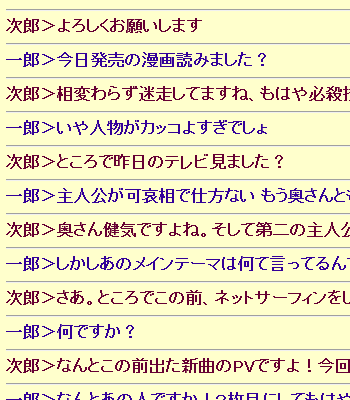 次郎＞よろしくお願いします
一郎＞今日発売の漫画読みました？
次郎＞相変わらず迷走してますね、もはや必殺
一郎＞いや人物がカッコよすぎでしょ
次郎＞ところで昨日のテレビ見ました？
一郎＞主人公が可哀相で仕方ない もう奥さんと
次郎＞奥さん健気ですよね。そして第二の主人公
一郎＞しかしあのメインテーマは何て言ってるん
次郎＞さあ。ところでこの前、ネットサーフィンをし
一郎＞何ですか？
次郎＞なんとこの前出た新曲のPVですよ！今回
一郎＞なんとあの人ですか！2枚目にしてもはや